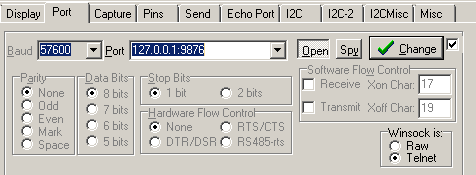 Display Port Capture Pins Send Echo Port I2C I2C-2 I2CMisc Misc
Baud 57600 Port 127.0.0.1:9876 Open Spy Change
Parity
None
Odd
Even
Mark
Space
Data Bits
8 bits
7 bits
6 bits
5 bits
Stop Bits
1 bit 2 bits
Hardware Flow Control
None RTS/CTS
DTR/DSR RS485-rts
Software Flow Control
Receive Xon Char: 17
Transmit Xoff Char: 19
Winsock is:
Raw
Telnet